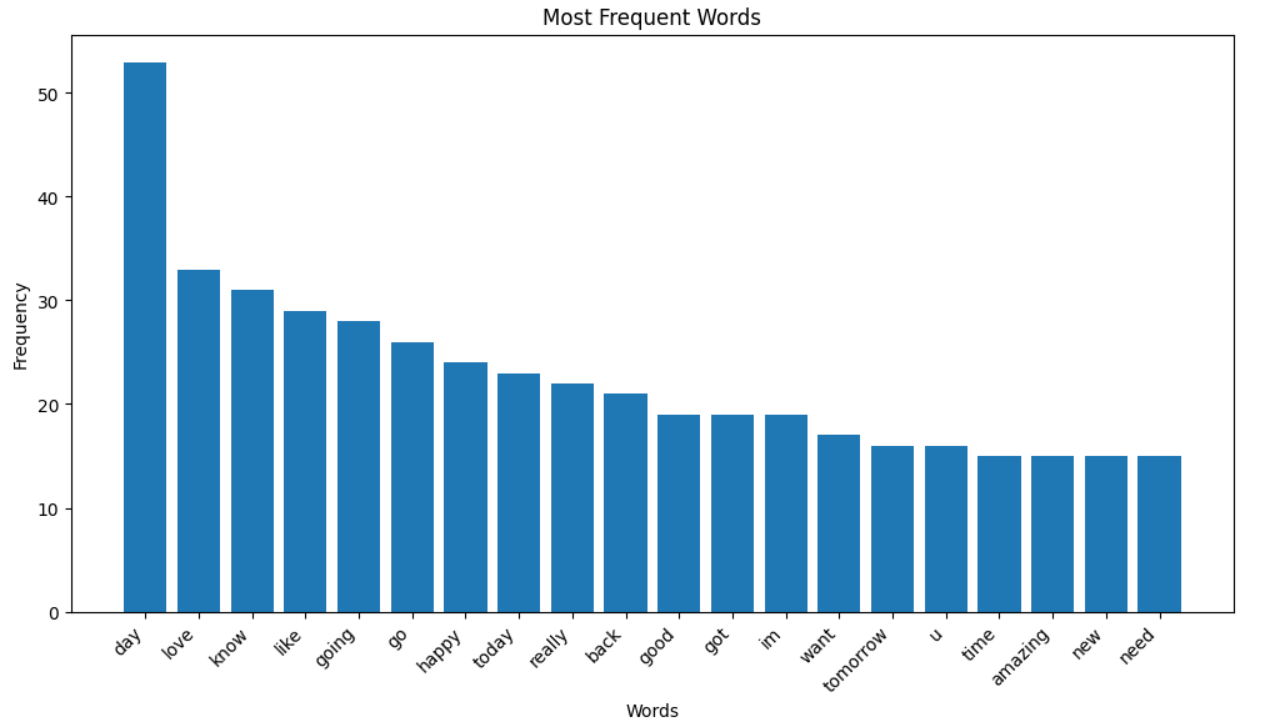 Most Frequent Words
Frequency
50
40
30
20
10
0
day love know like going go happy today really back good got im want tomorrow u time amazing new need
Words